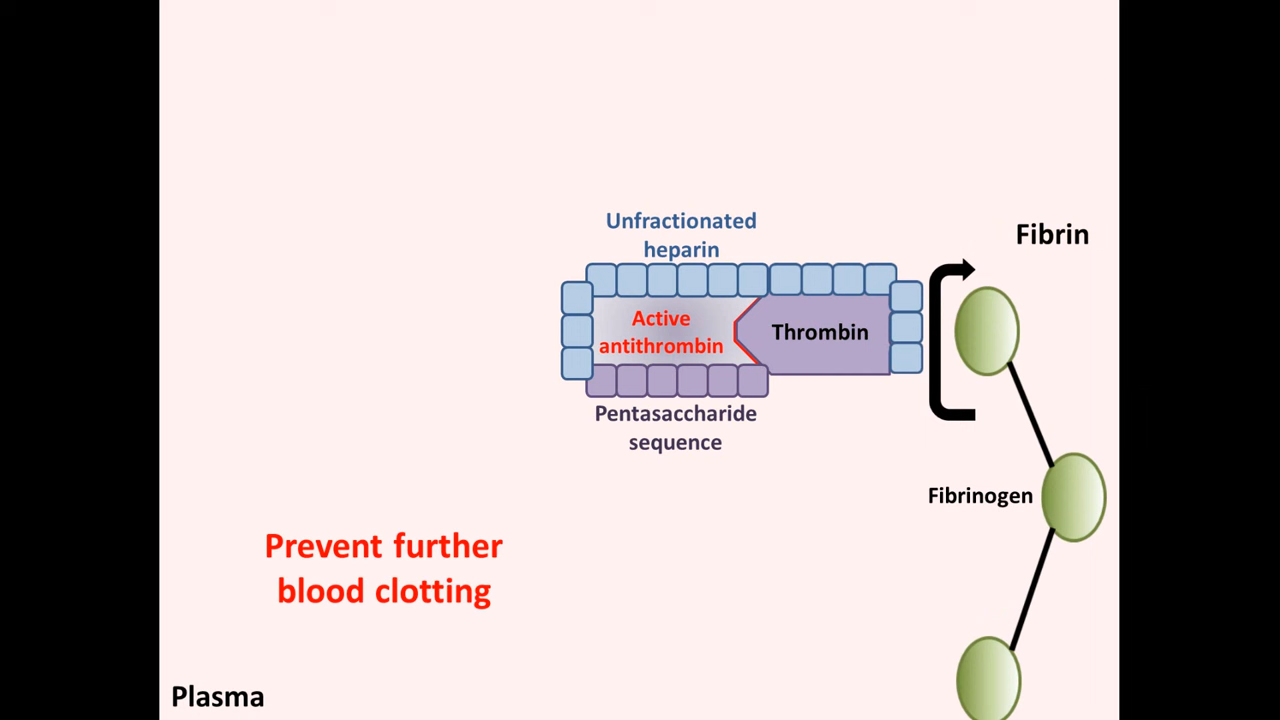 Unfractionated
heparin
Fibrin
Active
antithrombin
Thrombin
Pentasaccharide
sequence
Fibrinogen
Prevent further
blood clotting
Plasma